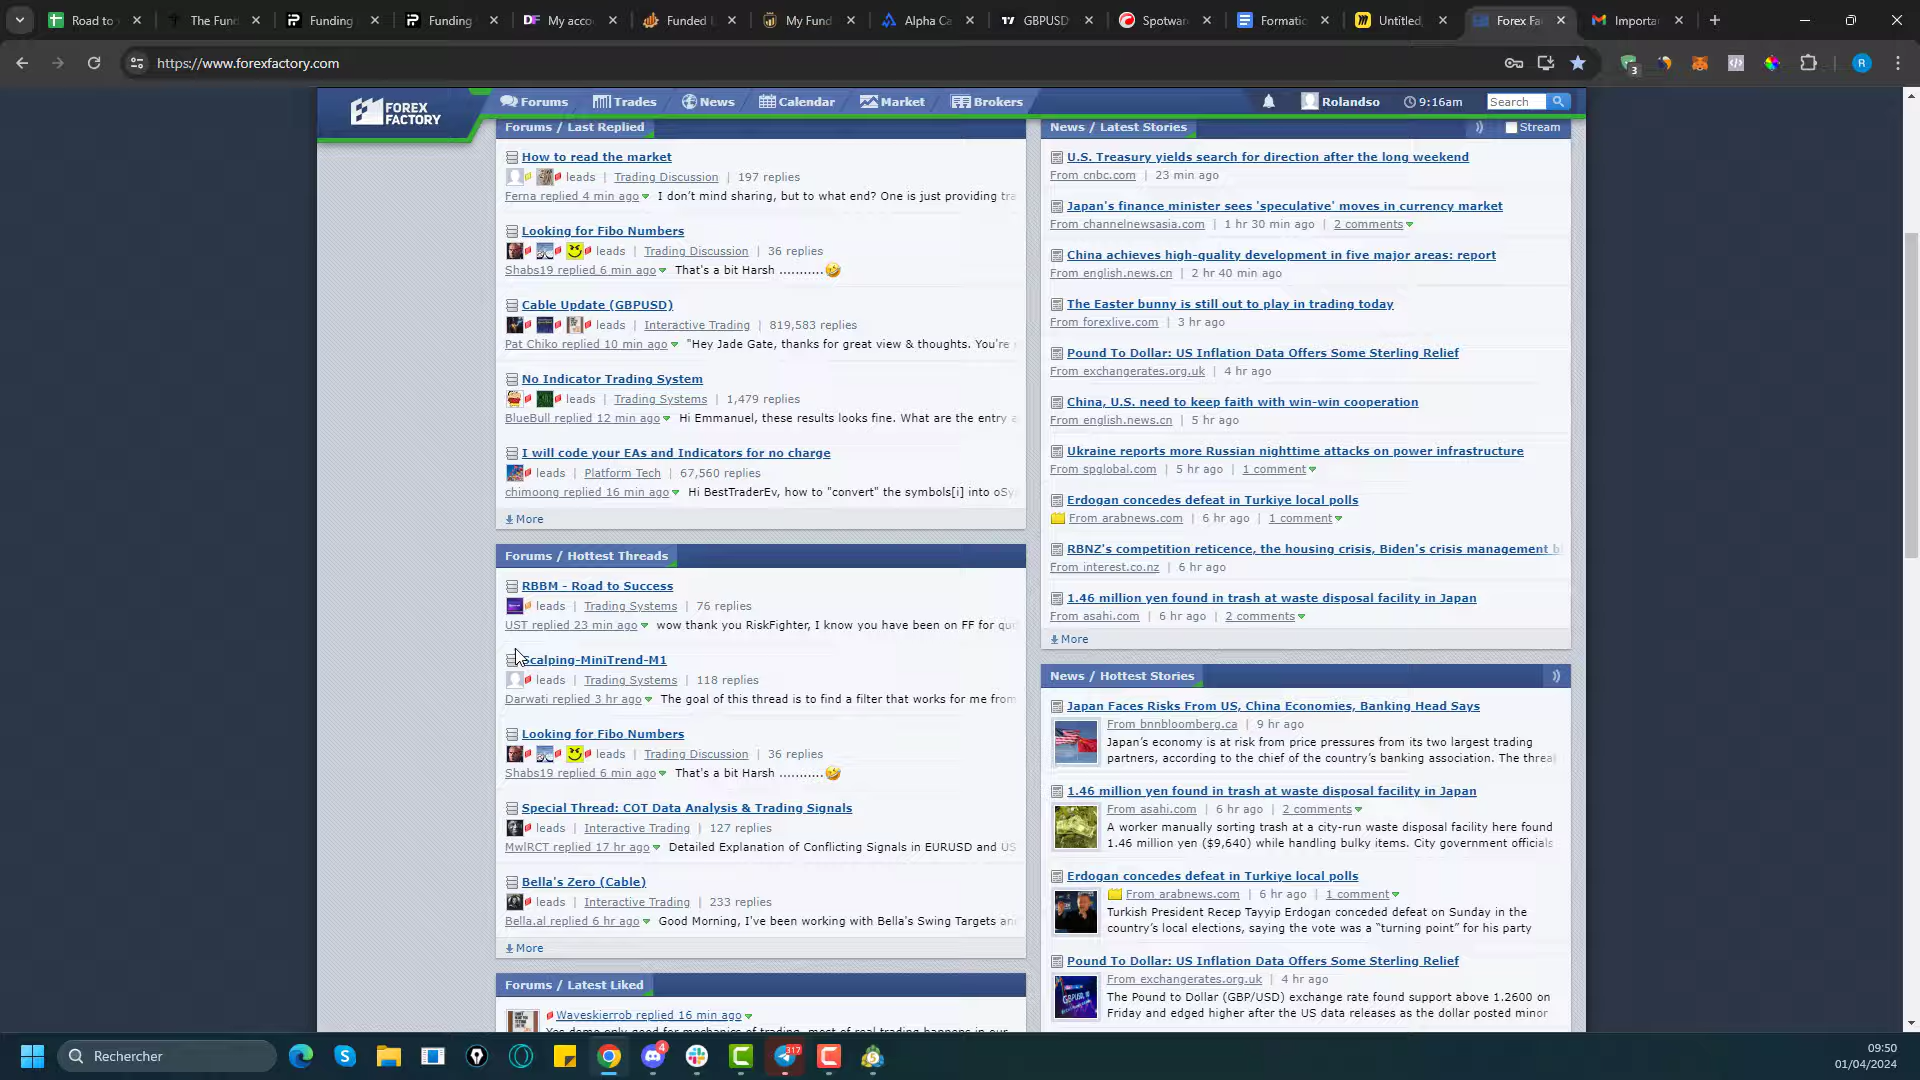 Road to
The Fun
Funding
Funding
My acco
Funded
My Fund
Alpha Ca
GBPUSD
Spotwar
Formatio
Untitled
Forex Fa
Importa
https://www.forexfactory.com
3
R
FOREX FACTORY
Forums
Trades
News
Calendar
Market
Brokers
Rolandso
9:16am
Search
Forums / Last Replied
How to read the market
leads | Trading Discussion | 197 replies
Ferna replied 4 min ago I don't mind sharing, but to what end? One is just providing tra
Looking for Fibo Numbers
leads | Trading Discussion | 36 replies
Shabs19 replied 6 min ago That's a bit Harsh ...........🤣
Cable Update (GBPUSD)
leads | Interactive Trading | 819,583 replies
Pat Chiko replied 10 min ago "Hey Jade Gate, thanks for great view & thoughts. You're
No Indicator Trading System
leads | Trading Systems | 1,479 replies
BlueBull replied 12 min ago Hi Emmanuel, these results looks fine. What are the entry
I will code your EAs and Indicators for no charge
leads | Platform Tech | 67,560 replies
chimoong replied 16 min ago Hi BestTraderEv, how to "convert" the symbols[i] into oSy
More
Forums / Hottest Threads
RBBM - Road to Success
leads | Trading Systems | 76 replies
UST replied 23 min ago wow thank you RiskFighter, I know you have been on FF for qu
Scalping-MiniTrend-M1
leads | Trading Systems | 118 replies
Darwati replied 3 hr ago The goal of this thread is to find a filter that works for me from
Looking for Fibo Numbers
leads | Trading Discussion | 36 replies
Shabs19 replied 6 min ago That's a bit Harsh ...........🤣
Special Thread: COT Data Analysis & Trading Signals
leads | Interactive Trading | 127 replies
MwlRCT replied 17 hr ago Detailed Explanation of Conflicting Signals in EURUSD and US
Bella's Zero (Cable)
leads | Interactive Trading | 233 replies
Bella.al replied 6 hr ago Good Morning, I've been working with Bella's Swing Targets an
More
Forums / Latest Liked
Waveskierrob replied 16 min ago
News / Latest Stories
Stream
U.S. Treasury yields search for direction after the long weekend
From cnbc.com | 23 min ago
Japan's finance minister sees 'speculative' moves in currency market
From channelnewsasia.com | 1 hr 30 min ago | 2 comments
China achieves high-quality development in five major areas: report
From english.news.cn | 2 hr 40 min ago
The Easter bunny is still out to play in trading today
From forexlive.com | 3 hr ago
Pound To Dollar: US Inflation Data Offers Some Sterling Relief
From exchangerates.org.uk | 4 hr ago
China, U.S. need to keep faith with win-win cooperation
From english.news.cn | 5 hr ago
Ukraine reports more Russian nighttime attacks on power infrastructure
From spglobal.com | 5 hr ago | 1 comment
Erdogan concedes defeat in Turkiye local polls
From arabnews.com | 6 hr ago | 1 comment
RBNZ's competition reticence, the housing crisis, Biden's crisis management b
From interest.co.nz | 6 hr ago
1.46 million yen found in trash at waste disposal facility in Japan
From asahi.com | 6 hr ago | 2 comments
More
News / Hottest Stories
Japan Faces Risks From US, China Economies, Banking Head Says
From bnnbloomberg.ca | 9 hr ago
Japan's economy is at risk from price pressures from its two largest trading
partners, according to the chief of the country's banking association. The threa
1.46 million yen found in trash at waste disposal facility in Japan
From asahi.com | 6 hr ago | 2 comments
A worker manually sorting trash at a city-run waste disposal facility here found
1.46 million yen ($9,640) while handling bulky items. City government officials
Erdogan concedes defeat in Turkiye local polls
From arabnews.com | 6 hr ago | 1 comment
Turkish President Recep Tayyip Erdogan conceded defeat on Sunday in the
country's local elections, saying the vote was a "turning point" for his party
Pound To Dollar: US Inflation Data Offers Some Sterling Relief
From exchangerates.org.uk | 4 hr ago
The Pound to Dollar (GBP/USD) exchange rate found support above 1.2600 on
Friday and edged higher after the US data releases as the dollar posted minor
Rechercher
4
317
09:50
01/04/2024